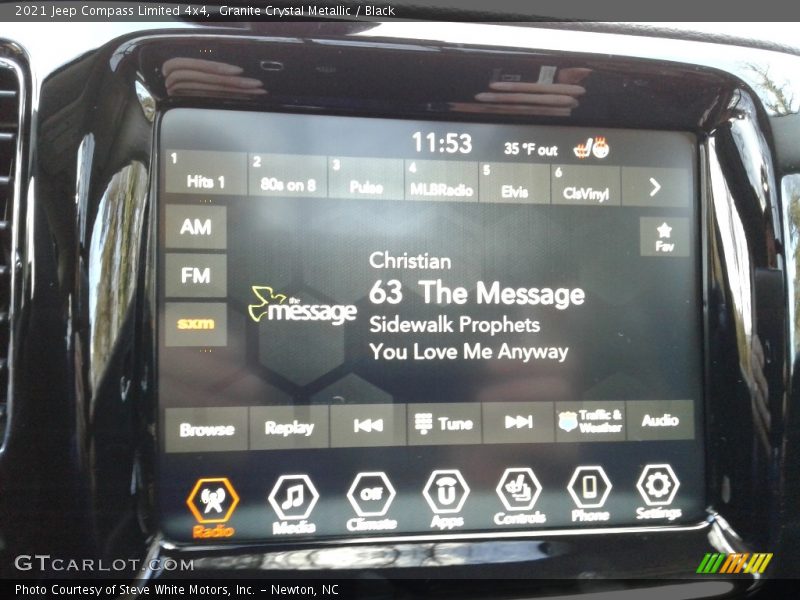 2021 Jeep Compass Limited 4x4,  Granite Crystal Metallic / Black
11:53 35 °F out
1 Hits 1
2 80s on 8
3 Pulse
4 MLBRadio
5 Elvis
6 ClsVinyl
AM
FM
sxm
Fav
the message
Christian
63 The Message
Sidewalk Prophets
You Love Me Anyway
Browse Replay Tune Traffic & Weather Audio
Off
Radio Media Climate Apps Controls Phone Settings
GTCARLOT.COM
Photo Courtesy of Steve White Motors, Inc. – Newton, NC